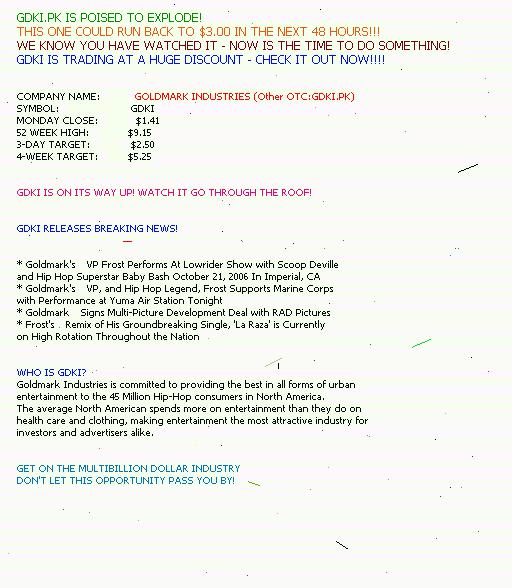 GDKI.PK IS POISED TO EXPLODE!
THIS ONE COULD RUN BACK TO $3.00 IN THE NEXT 48 HOURS!!!
WE KNOW YOU HAVE WATCHED IT - NOW IS THE TIME TO DO SOMETHING!
GDKI IS TRADING AT A HUGE DISCOUNT - CHECK IT OUT NOW!!!!
COMPANY NAME: GOLDMARK INDUSTRIES (Other OTC:GDKI.PK)
SYMBOL: GDKI
MONDAY CLOSE: $1.41
52 WEEK HIGH: $9.15
3-DAY TARGET: $2.50
4-WEEK TARGET: $5.25
GDKI IS ON ITS WAY UP! WATCH IT GO THROUGH THE ROOF!
GDKI RELEASES BREAKING NEWS!
* Goldmark's VP Frost Performs At Lowrider Show with Scoop Deville
and Hip Hop Superstar Baby Bash October 21, 2006 In Imperial, CA
* Goldmark's VP, and Hip Hop Legend, Frost Supports Marine Corps
with Performance at Yuma Air Station Tonight
* Goldmark Signs Multi-Picture Development Deal with RAD Pictures
* Frost's Remix of His Groundbreaking Single, 'La Raza' is Currently
on High Rotation Throughout the Nation
WHO IS GDKI?
Goldmark Industries is committed to providing the best in all forms of urban
entertainment to the 45 Million Hip-Hop consumers in North America.
The average North American spends more on entertainment than they do on
health care and clothing, making entertainment the most attractive industry for
investors and advertisers alike.
GET ON THE MULTIBILLION DOLLAR INDUSTRY
DON'T LET THIS OPPORTUNITY PASS YOU BY!